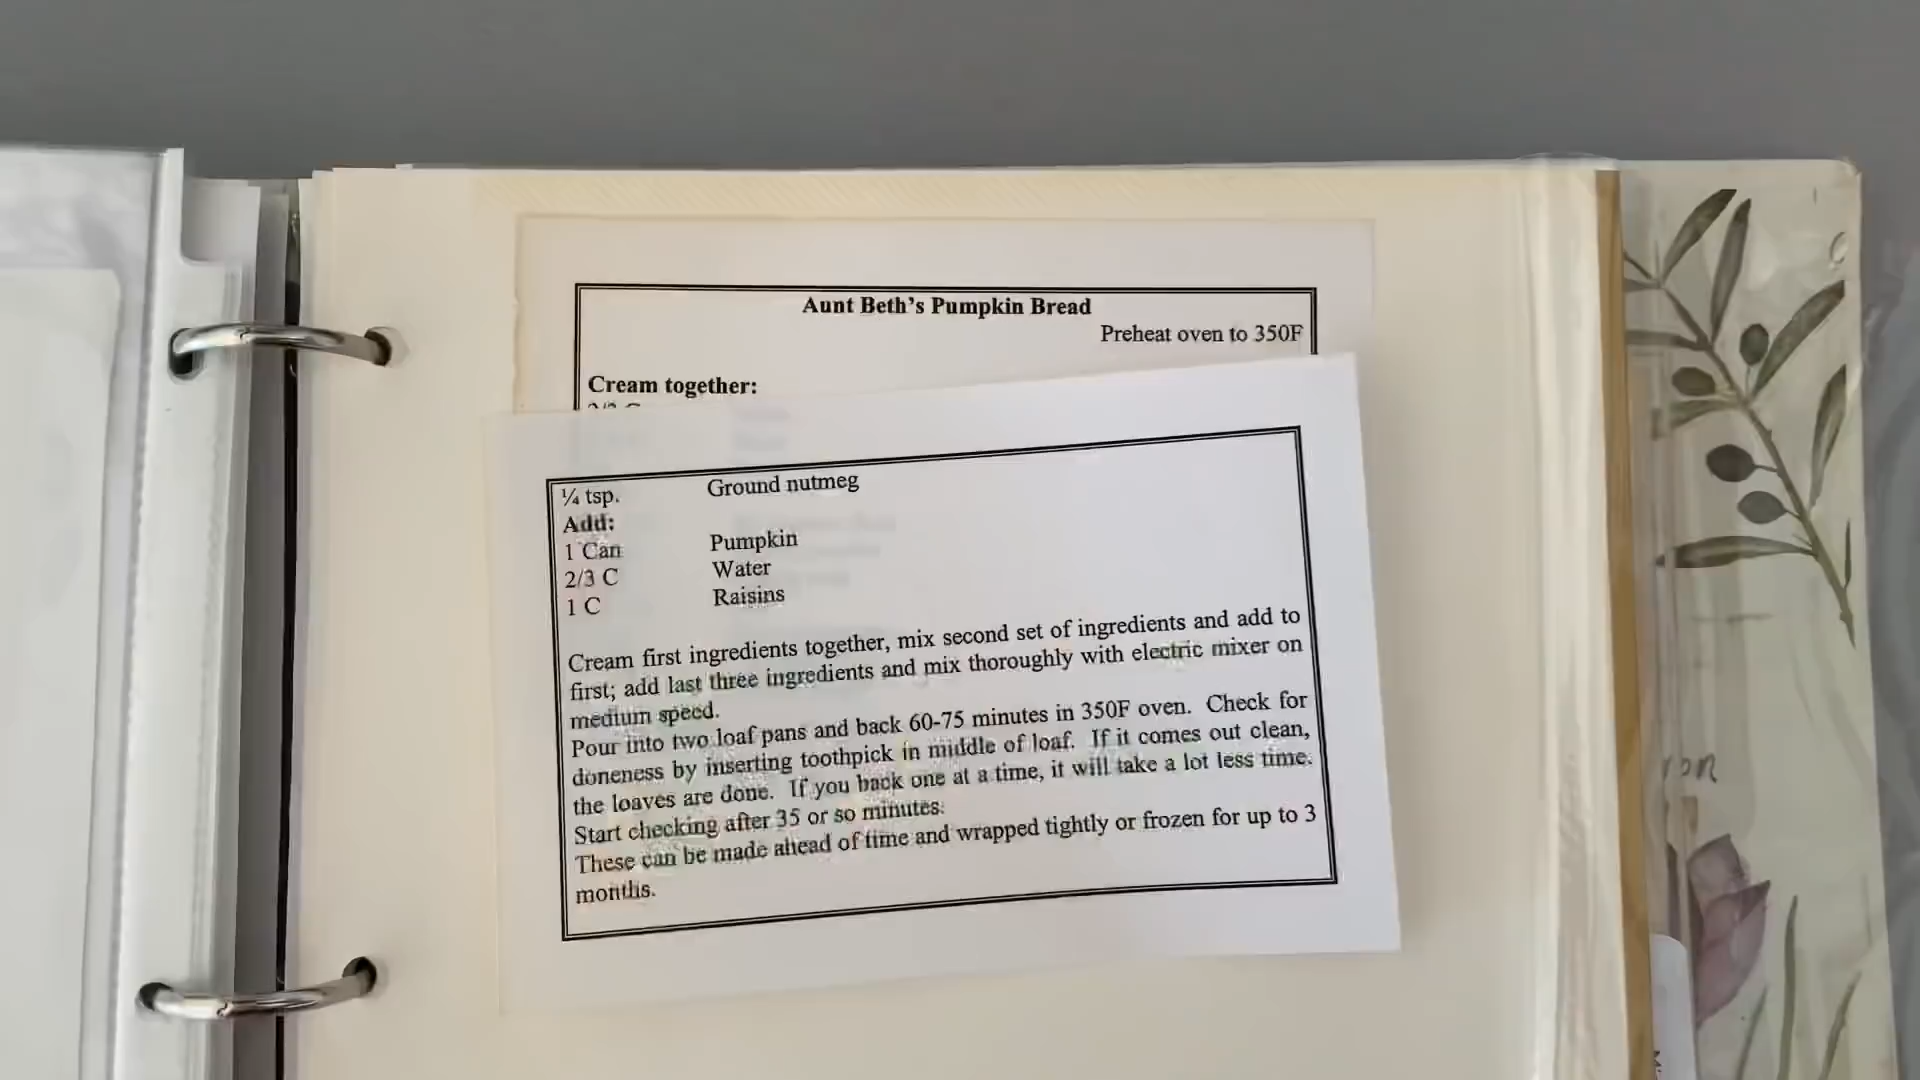 Aunt Beth's Pumpkin Bread
Preheat oven to 350F
Cream together:
¼ tsp. Ground nutmeg
Add:
1 Can Pumpkin
2/3 C Water
1 C Raisins
Cream first ingredients together, mix second set of ingredients and add to
first; add last three ingredients and mix thoroughly with electric mixer on
medium speed.
Pour into two loaf pans and back 60-75 minutes in 350F oven. Check for
doneness by inserting toothpick in middle of loaf. If it comes out clean,
the loaves are done. If you back one at a time, it will take a lot less time.
Start checking after 35 or so minutes.
These can be made ahead of time and wrapped tightly or frozen for up to 3
months.